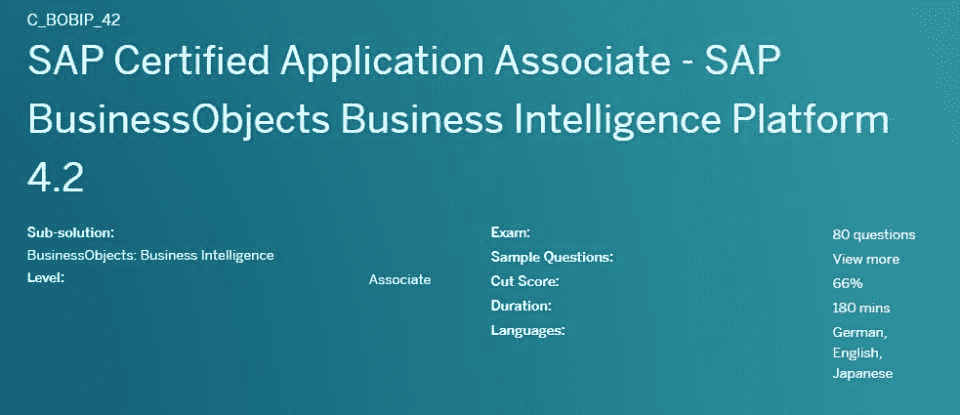 C_BOBIP_42
SAP Certified Application Associate - SAP
BusinessObjects Business Intelligence Platform
4.2
Sub-solution:
BusinessObjects: Business Intelligence
Level: Associate
Exam: 80 questions
Sample Questions: View more
Cut Score: 66%
Duration: 180 mins
Languages: German,
English,
Japanese